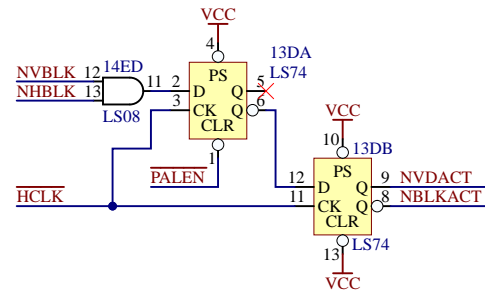 VCC
4
14ED
13DA
LS74
NVBLK 12
NHBLK 13
11
LS08
2 D
PS
Q 5
3 CK
Q 6
CLR
1
PALEN
VCC
10
13DB
HCLK
12 D
PS
Q 9 NVDACT
11 CK
Q 8 NBLKACT
CLR
LS74
13
VCC